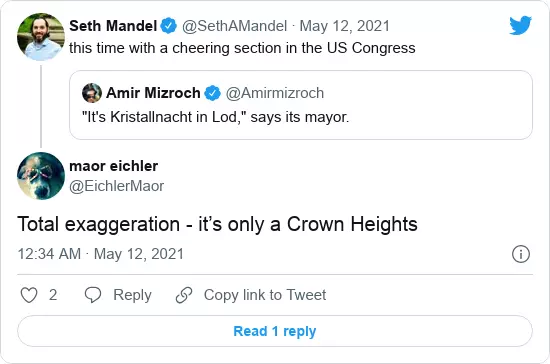 Seth Mandel @SethAMandel · May 12, 2021
this time with a cheering section in the US Congress
Amir Mizroch @Amirmizroch
"It's Kristallnacht in Lod," says its mayor.
maor eichler
@EichlerMaor
Total exaggeration - it’s only a Crown Heights
12:34 AM · May 12, 2021
2 Reply Copy link to Tweet
Read 1 reply